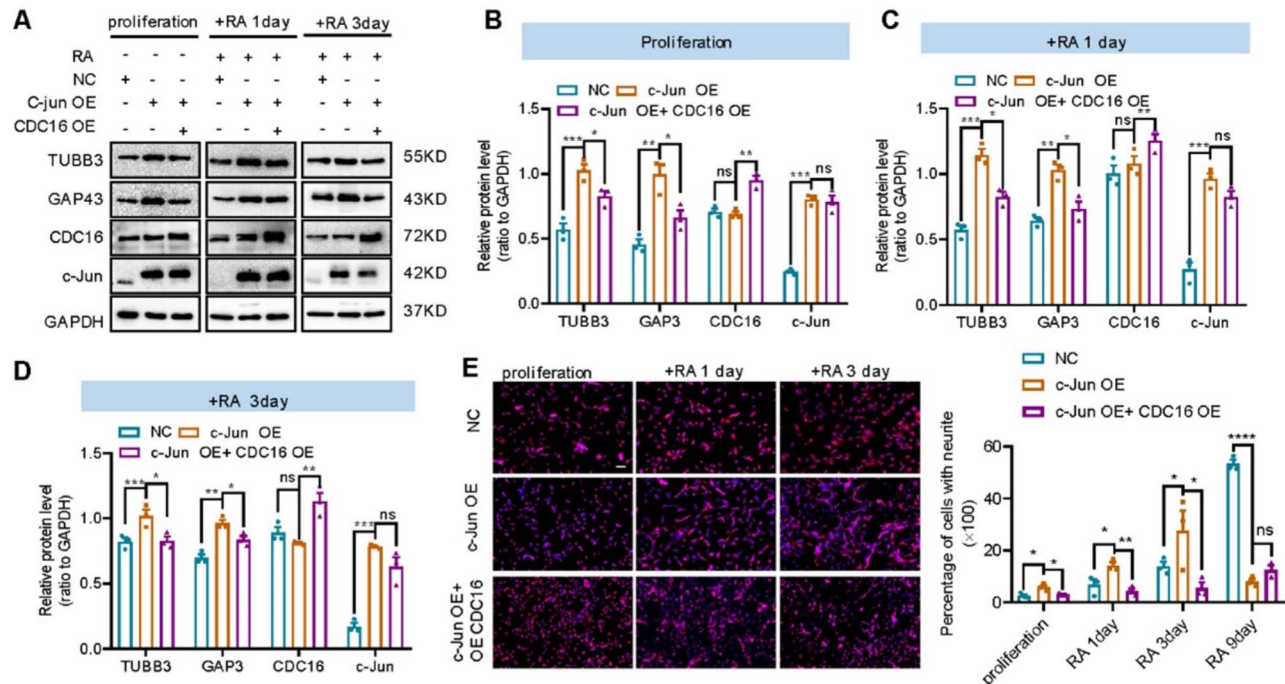 A
proliferation +RA 1day +RA 3day
RA - - - + + + + + +
NC + - - + - - + - -
C-jun OE - + + - + + - + +
CDC16 OE - - + - - + - - +
TUBB3 55KD
GAP43 43KD
CDC16 72KD
c-Jun 42KD
GAPDH 37KD
B
Proliferation
NC c-Jun OE
c-Jun OE+ CDC16 OE
Relative protein level
(ratio to GAPDH)
1.5
1.0
0.5
0.0
*** * ** * ns ** *** ns
TUBB3 GAP3 CDC16 c-Jun
C
+RA 1 day
NC c-Jun OE
c-Jun OE+ CDC16 OE
Relative protein level
(ratio to GAPDH)
1.5
1.0
0.5
0.0
*** * ** * ns ** *** ns
TUBB3 GAP3 CDC16 c-Jun
D
+RA 3day
NC c-Jun OE
c-Jun OE+ CDC16 OE
Relative protein level
(ratio to GAPDH)
1.5
1.0
0.5
0.0
*** * ** * ns ** *** ns
TUBB3 GAP3 CDC16 c-Jun
E
proliferation +RA 1 day +RA 3 day
NC
c-Jun OE
c-Jun OE+
OE CDC16
NC
c-Jun OE
c-Jun OE+ CDC16 OE
Percentage of cells with neurite
(×100)
60
40
20
0
* * * ** * * **** ns
proliferation RA 1day RA 3day RA 9day